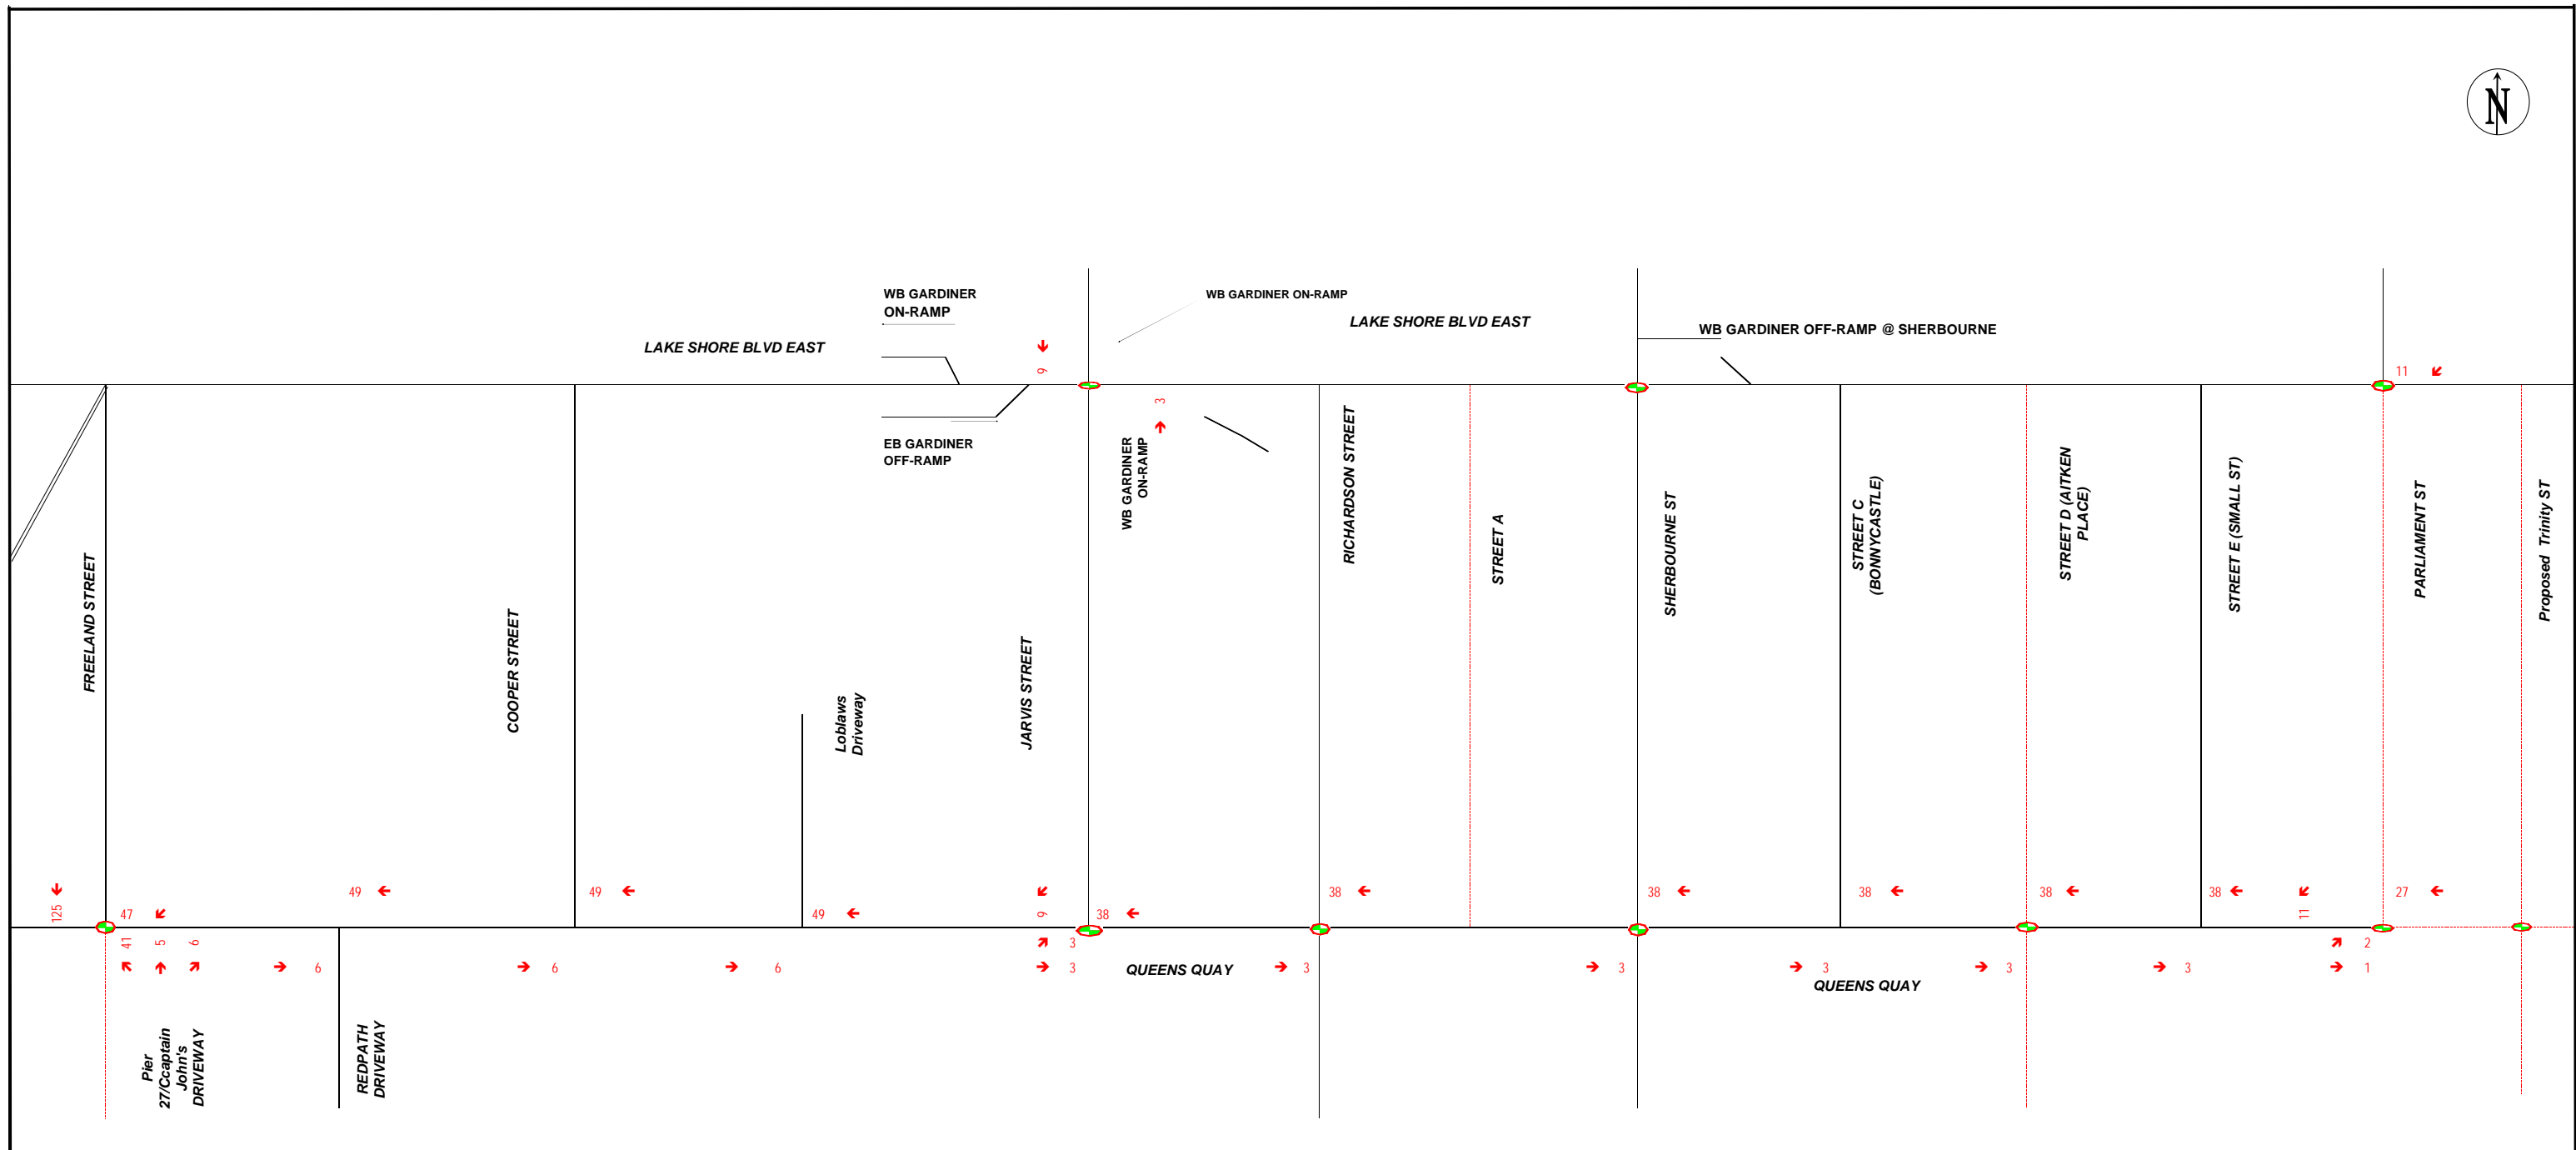 N
WB GARDINER
ON-RAMP
WB GARDINER ON-RAMP
LAKE SHORE BLVD EAST
LAKE SHORE BLVD EAST
WB GARDINER OFF-RAMP @ SHERBOURNE
9
11
3
EB GARDINER
OFF-RAMP
WB GARDINER
ON-RAMP
FREELAND STREET
COOPER STREET
Loblaws
Driveway
JARVIS STREET
RICHARDSON STREET
STREET A
SHERBOURNE ST
STREET C
(BONNYCASTLE)
STREET D (AITKEN
PLACE)
STREET E (SMALL ST)
PARLIAMENT ST
Proposed Trinity ST
125
47
49
49
49
9
38
38
38
38
38
38
11
27
41
5
6
3
2
6
6
6
3
QUEENS QUAY
3
3
3
3
3
1
QUEENS QUAY
Pier
27/Ccaptain
John's
DRIVEWAY
REDPATH
DRIVEWAY